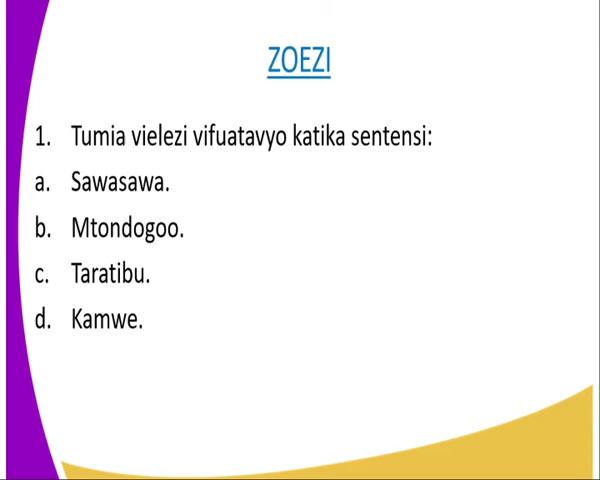 ZOEZI
1. Tumia vielezi vifuatavyo katika sentensi:
a. Sawasawa.
b. Mtondogoo.
c. Taratibu.
d. Kamwe.